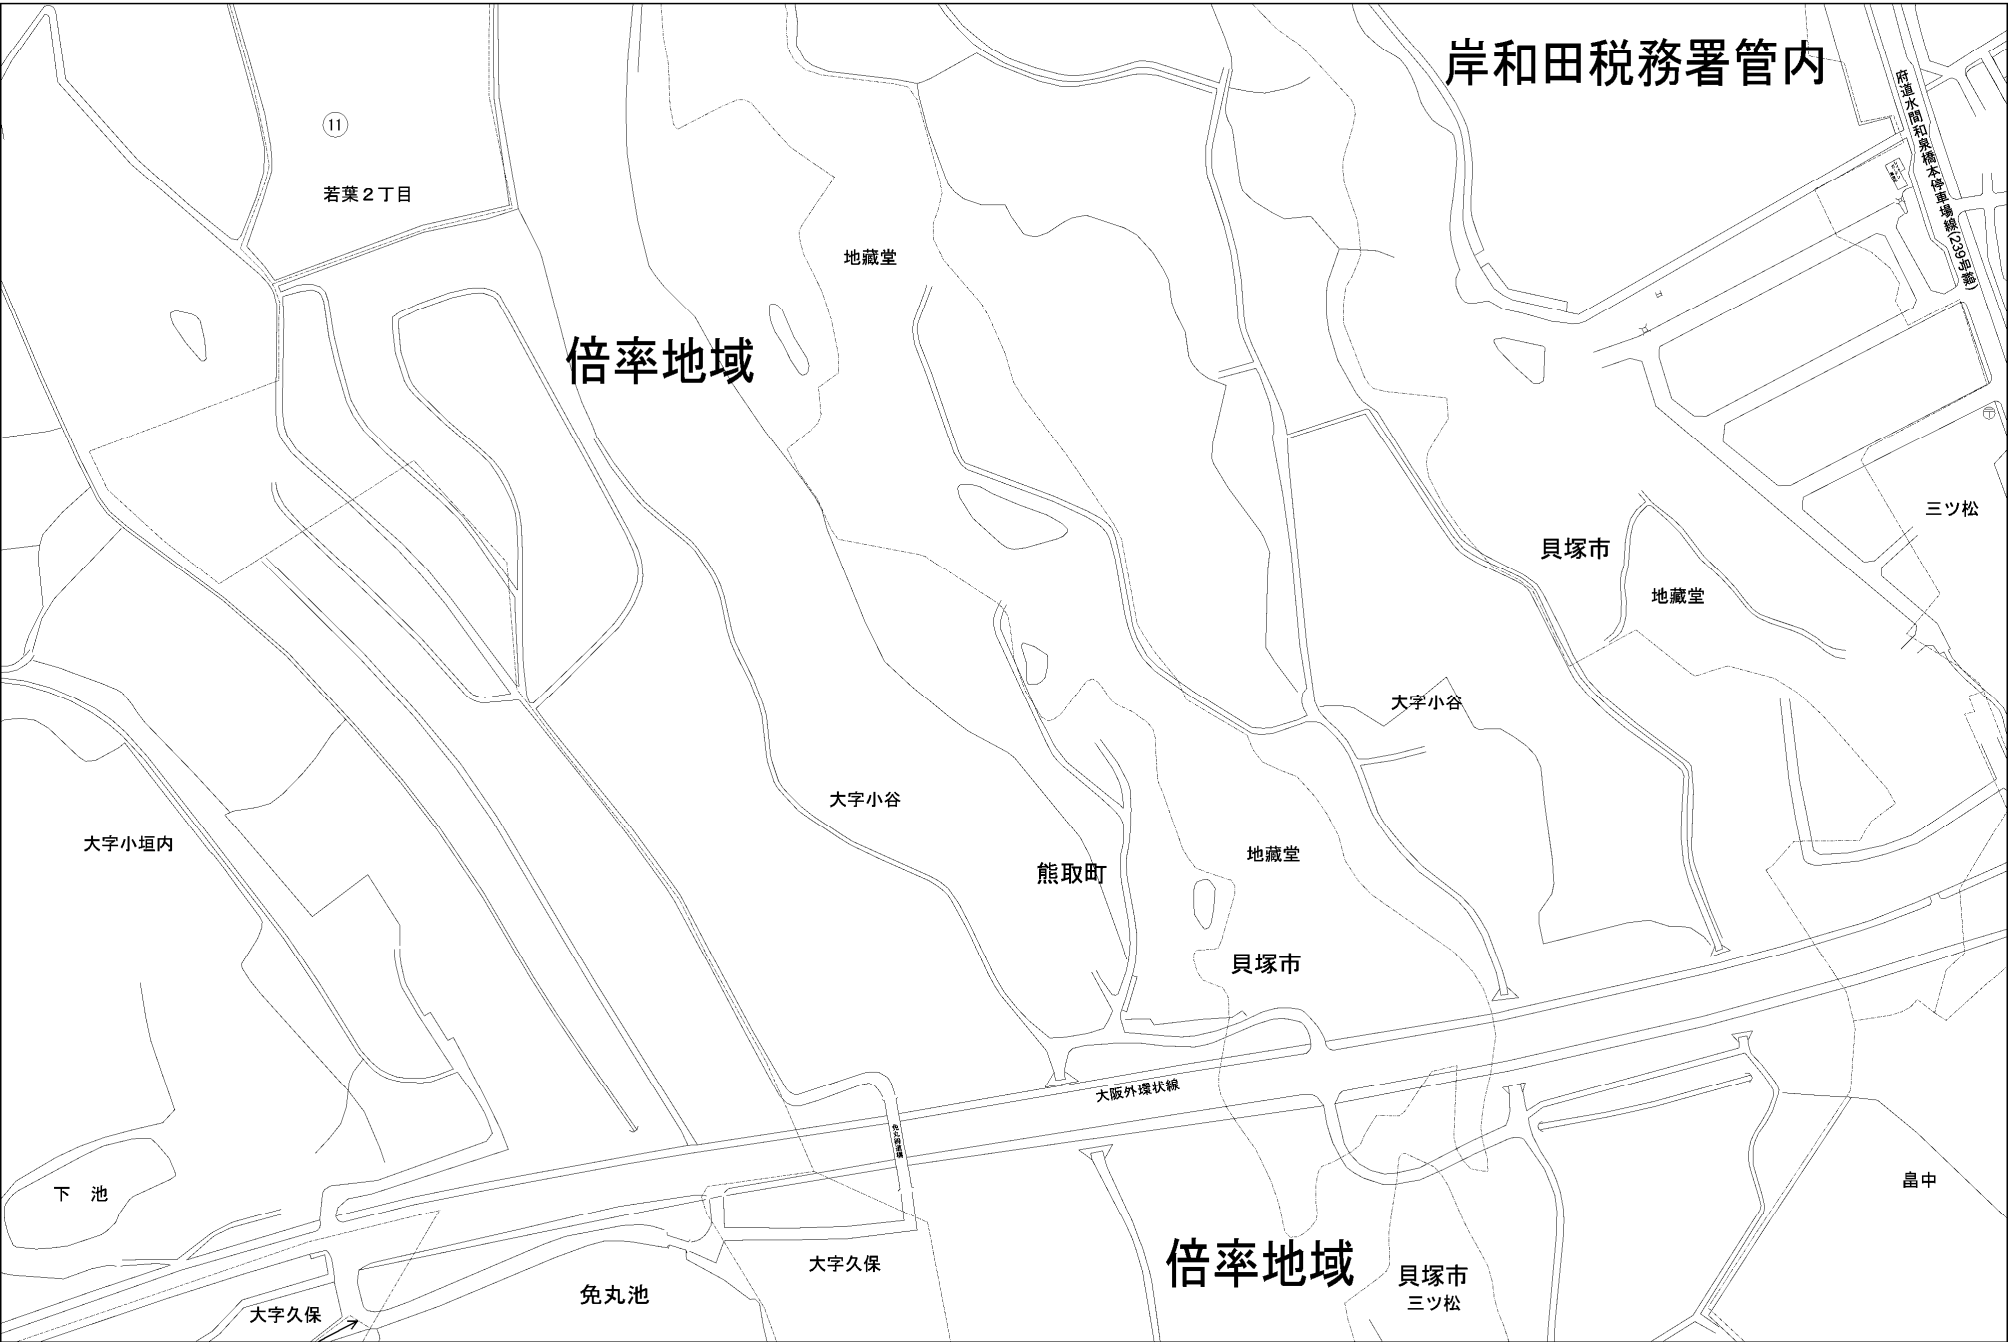 岸和田税務署管内
府道水間和泉橋本停車場線(239号線)
11
若葉2丁目
地蔵堂
倍率地域
三ツ松
貝塚市
地蔵堂
大字小谷
大字小谷
大字小垣内
地蔵堂
熊取町
貝塚市
大阪外環状線
下 池
畠中
大字久保
倍率地域
貝塚市
三ツ松
免丸池
大字久保